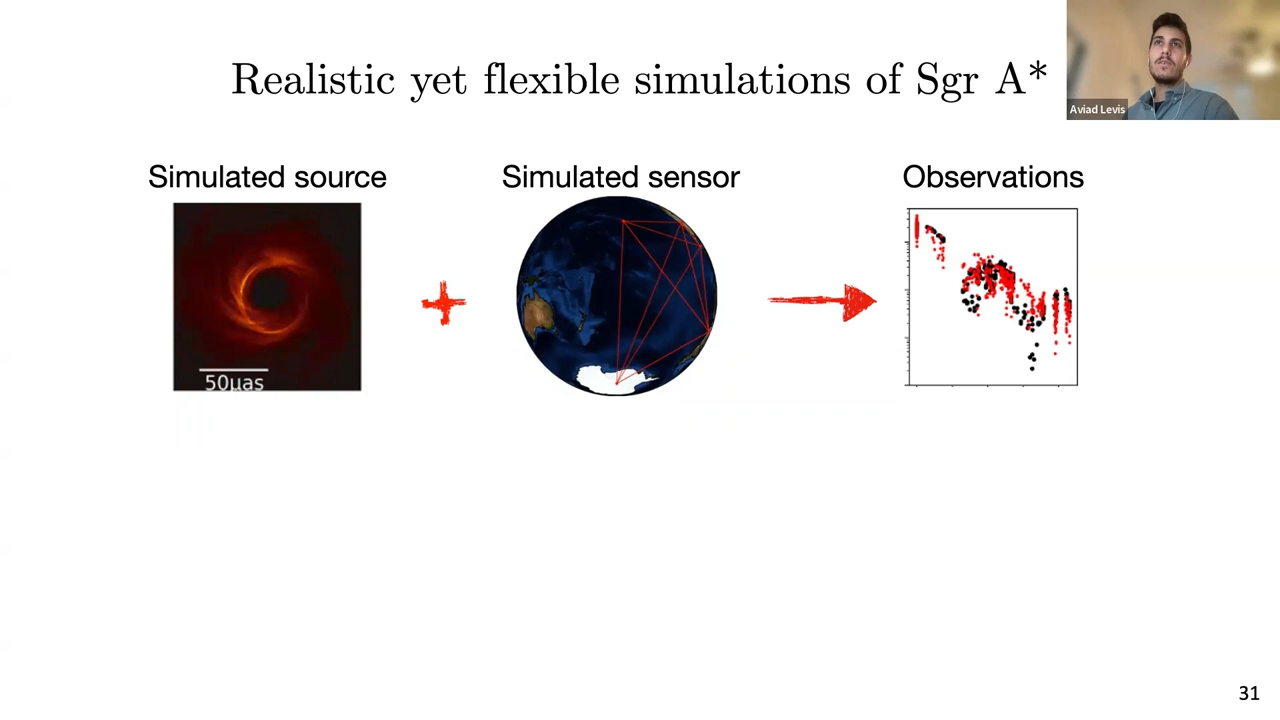 Realistic yet flexible simulations of Sgr A*
Aviad Levis
Simulated source
Simulated sensor
Observations
50μas
31